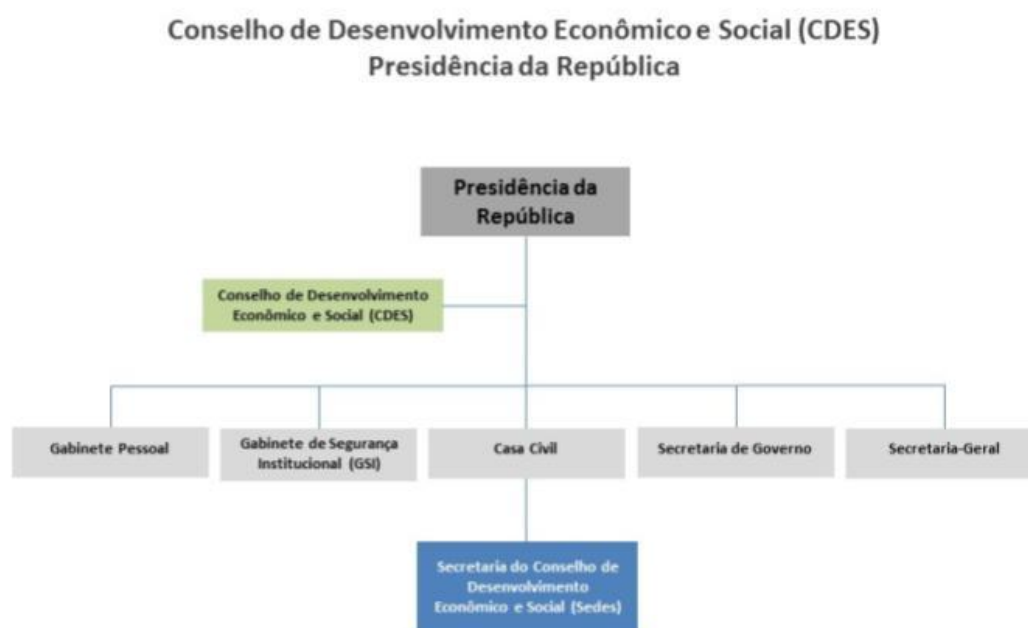 Conselho de Desenvolvimento Econômico e Social (CDES)
Presidência da República
Presidência da
República
Conselho de Desenvolvimento
Econômico e Social (CDES)
Gabinete Pessoal
Gabinete de Segurança
Institucional (GSI)
Casa Civil
Secretaria de Governo
Secretaria-Geral
Secretaria do Conselho de
Desenvolvimento
Econômico e Social (Sedes)